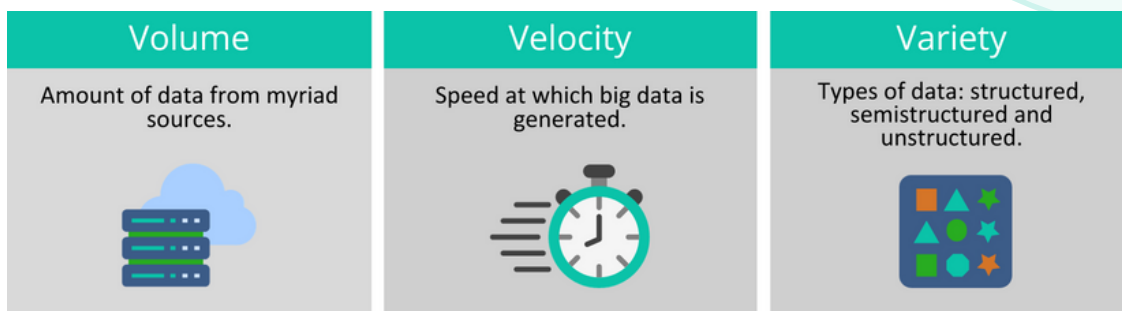 Volume
Amount of data from myriad
sources.
Velocity
Speed at which big data is
generated.
Variety
Types of data: structured,
semistructured and
unstructured.